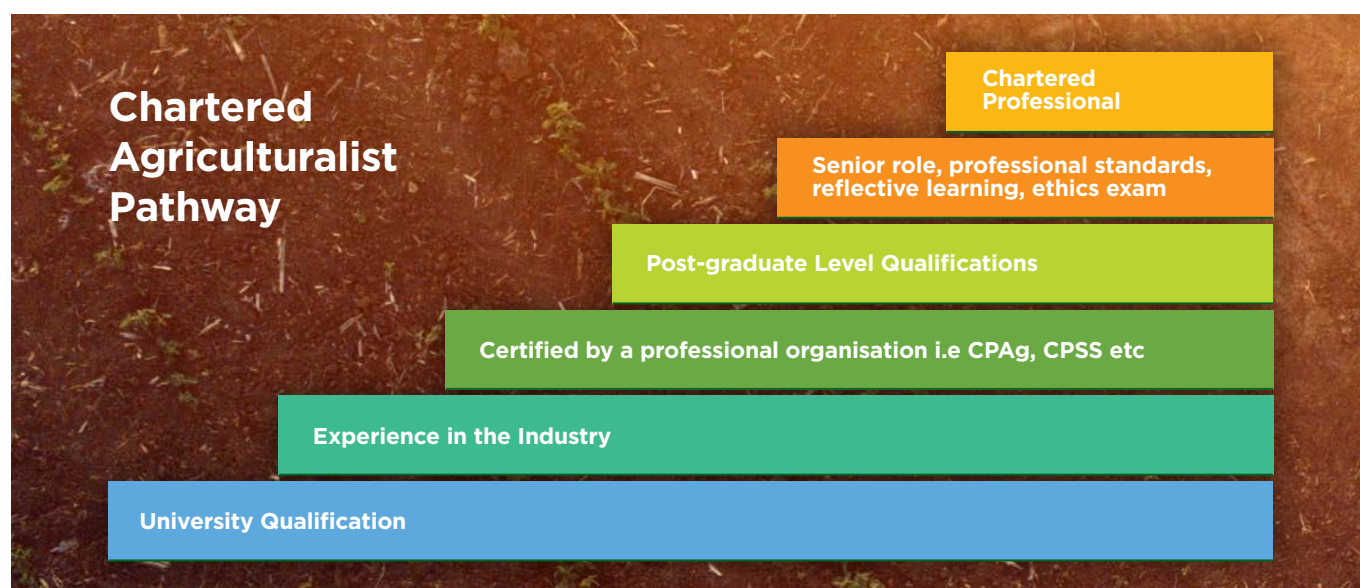 Chartered
Agriculturalist
Pathway
Chartered
Professional
Senior role, professional standards,
reflective learning, ethics exam
Post-graduate Level Qualifications
Certified by a professional organisation i.e CPAg, CPSS etc
Experience in the Industry
University Qualification